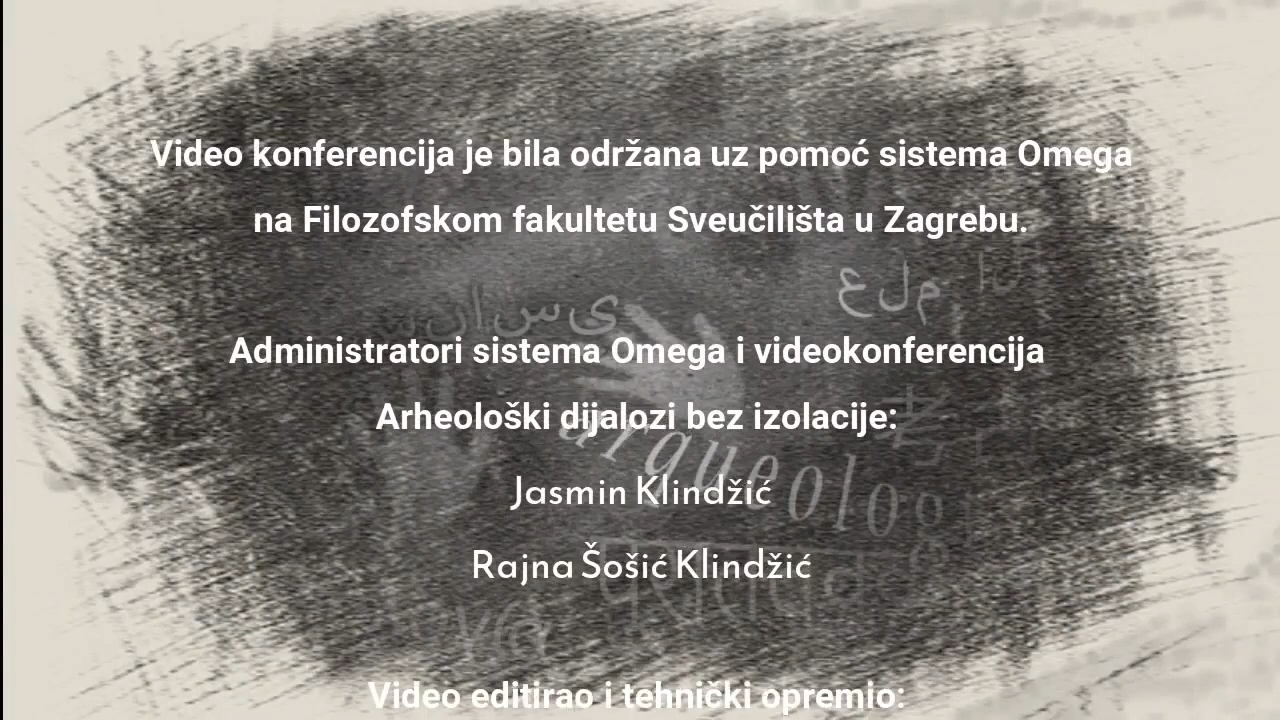 Video konferencija je bila održana uz pomoć sistema Omega
na Filozofskom fakultetu Sveučilišta u Zagrebu.
Administratori sistema Omega i videokonferencija
Arheološki dijalozi bez izolacije:
Jasmin Klindžić
Rajna Šošić Klindžić
Video editirao i tehnički opremio: